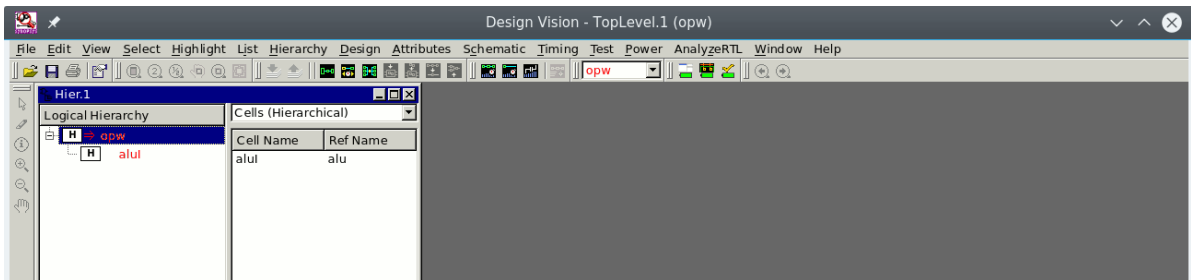 Design Vision - TopLevel.1 (opw)
File Edit View Select Highlight List Hierarchy Design Attributes Schematic Timing Test Power AnalyzeRTL Window Help
opw
Hier.1
Logical Hierarchy
Cells (Hierarchical)
H opw
Cell Name Ref Name
H aluI
aluI alu